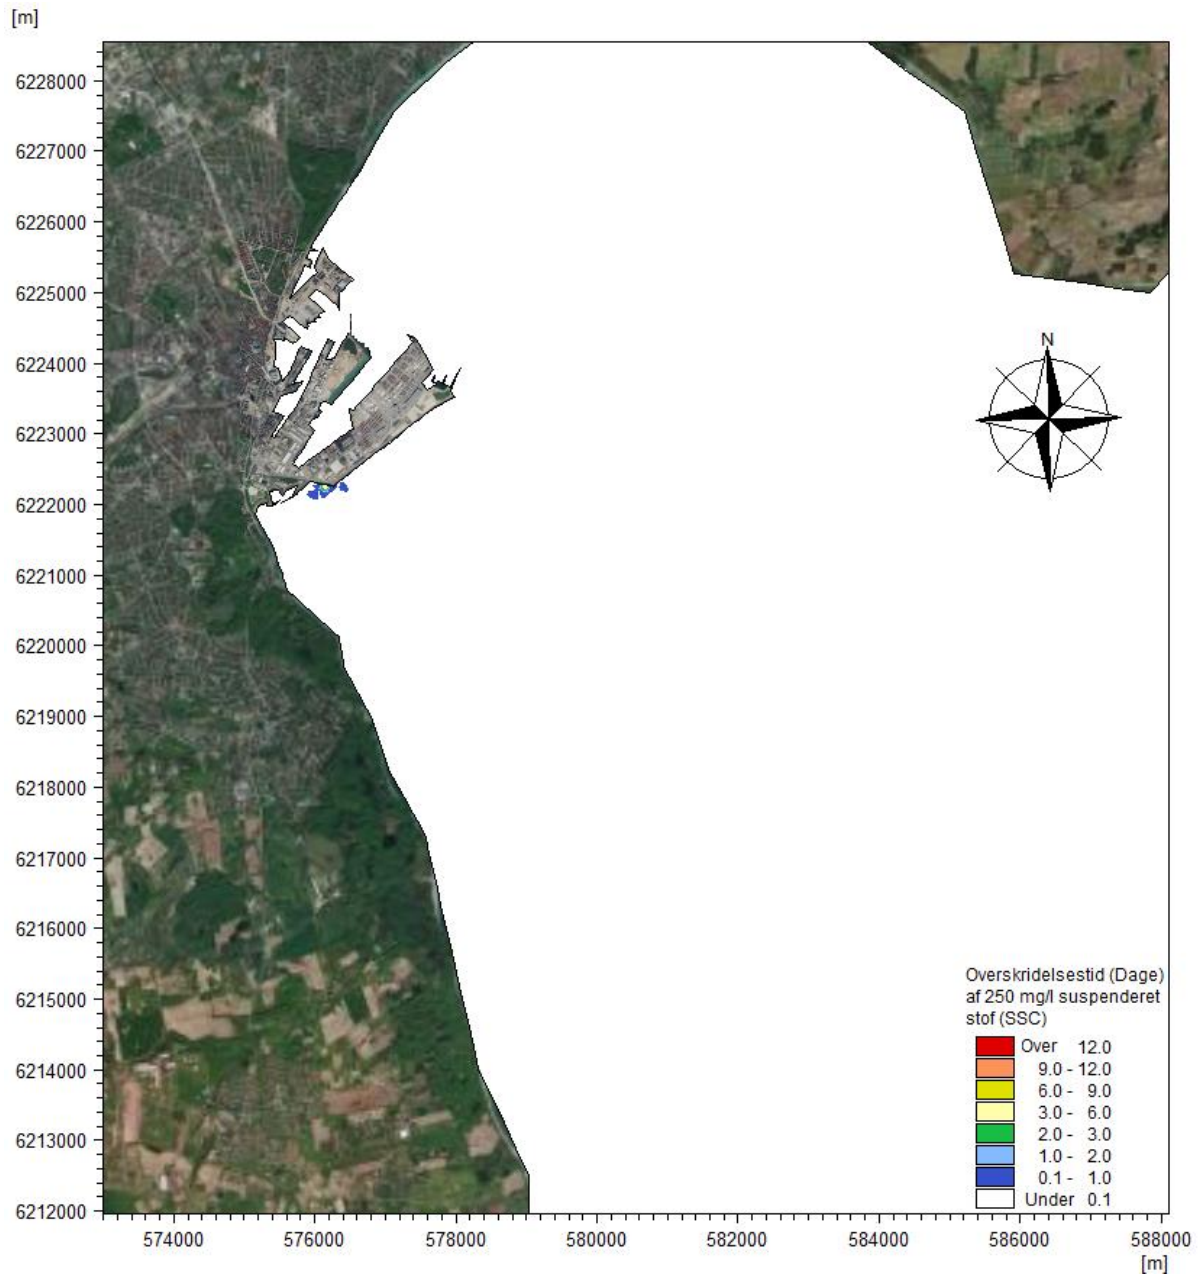 [m]
6228000
6227000
6226000
6225000
6224000
6223000
6222000
6221000
6220000
6219000
6218000
6217000
6216000
6215000
6214000
6213000
6212000
N
Overskridelsestid (Dage)
af 250 mg/l suspenderet
stof (SSC)
Over 12.0
9.0 - 12.0
6.0 - 9.0
3.0 - 6.0
2.0 - 3.0
1.0 - 2.0
0.1 - 1.0
Under 0.1
574000 576000 578000 580000 582000 584000 586000 588000
[m]